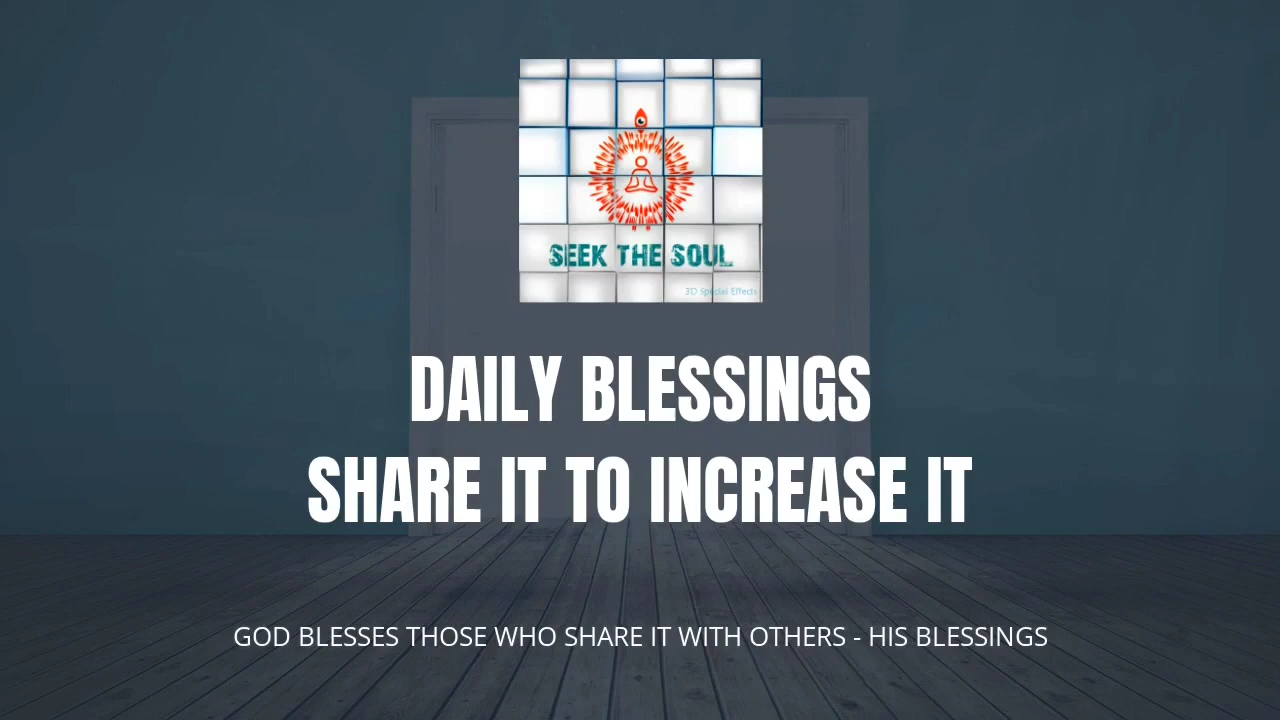 SEEK THE SOUL
3D Special Effects
DAILY BLESSINGS
SHARE IT TO INCREASE IT
GOD BLESSES THOSE WHO SHARE IT WITH OTHERS - HIS BLESSINGS